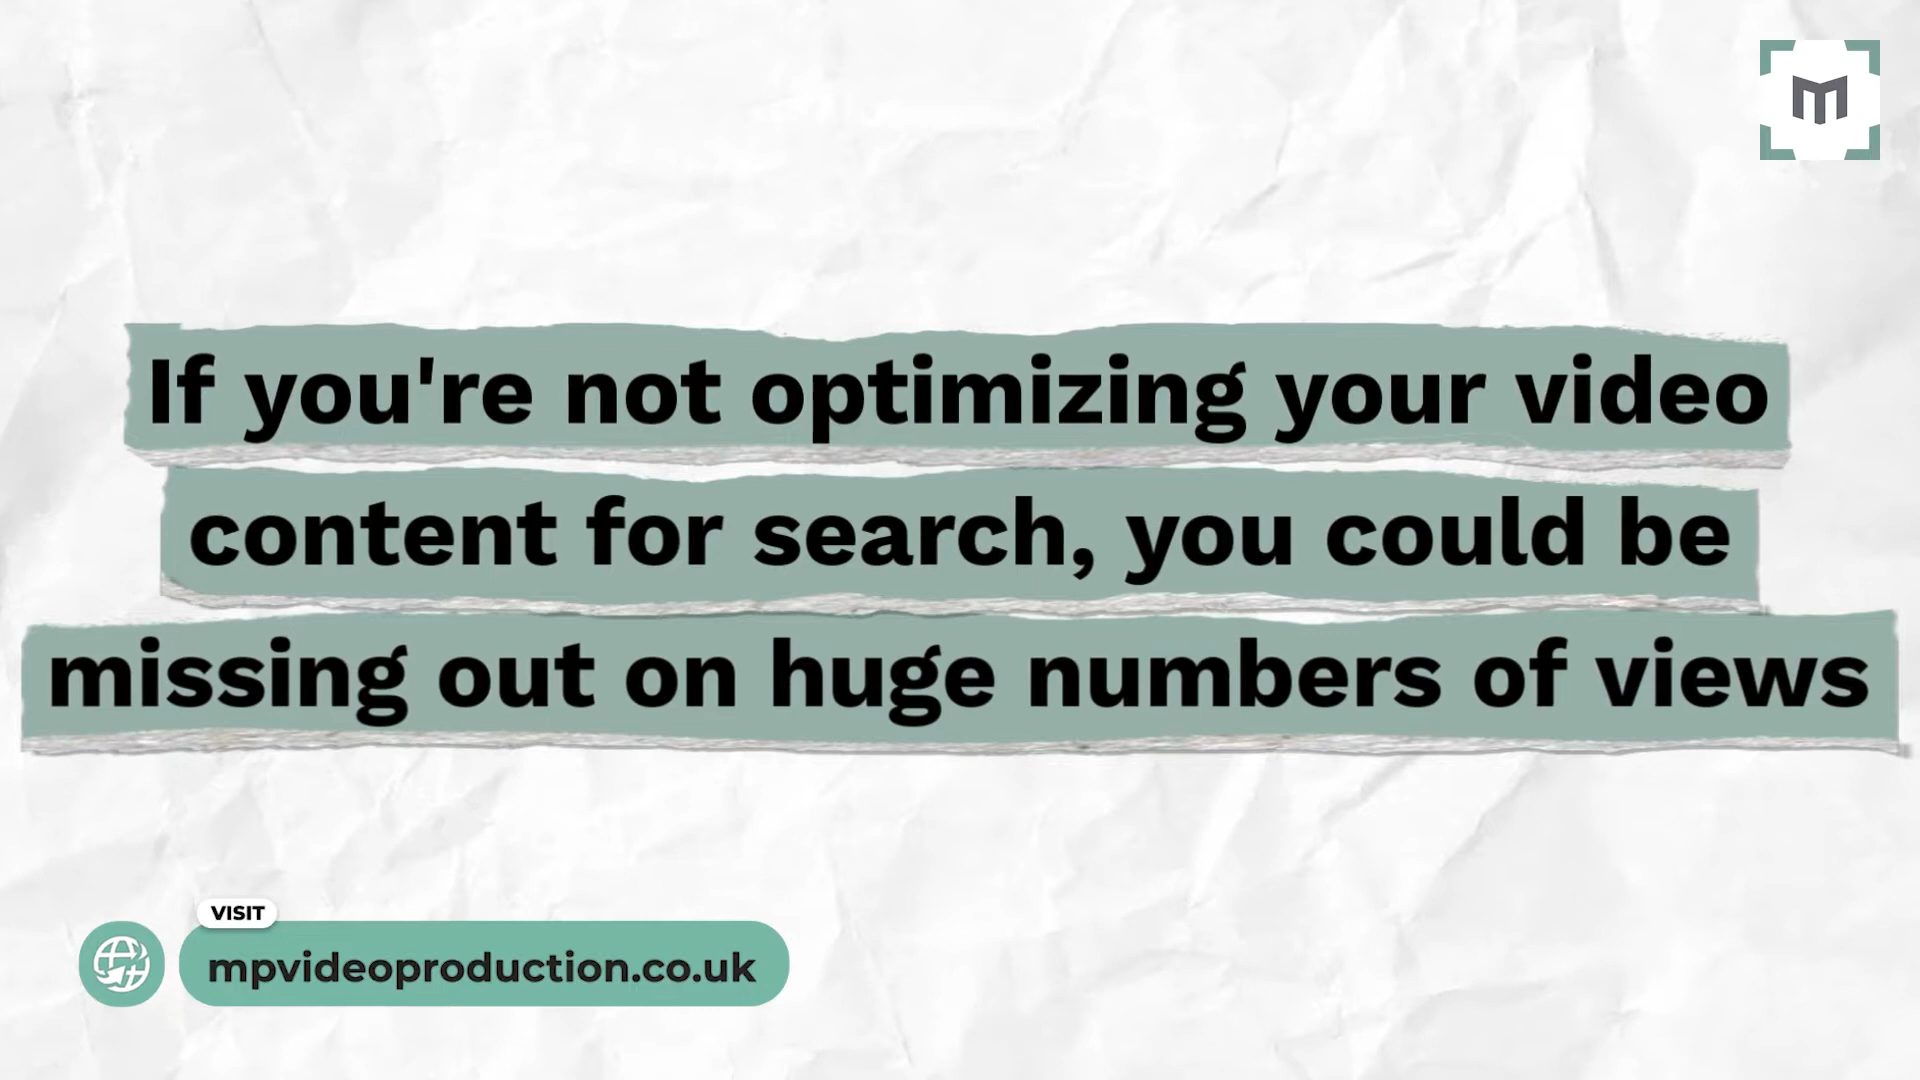 m
If you're not optimizing your video
content for search, you could be
missing out on huge numbers of views
VISIT
mpvideoproduction.co.uk